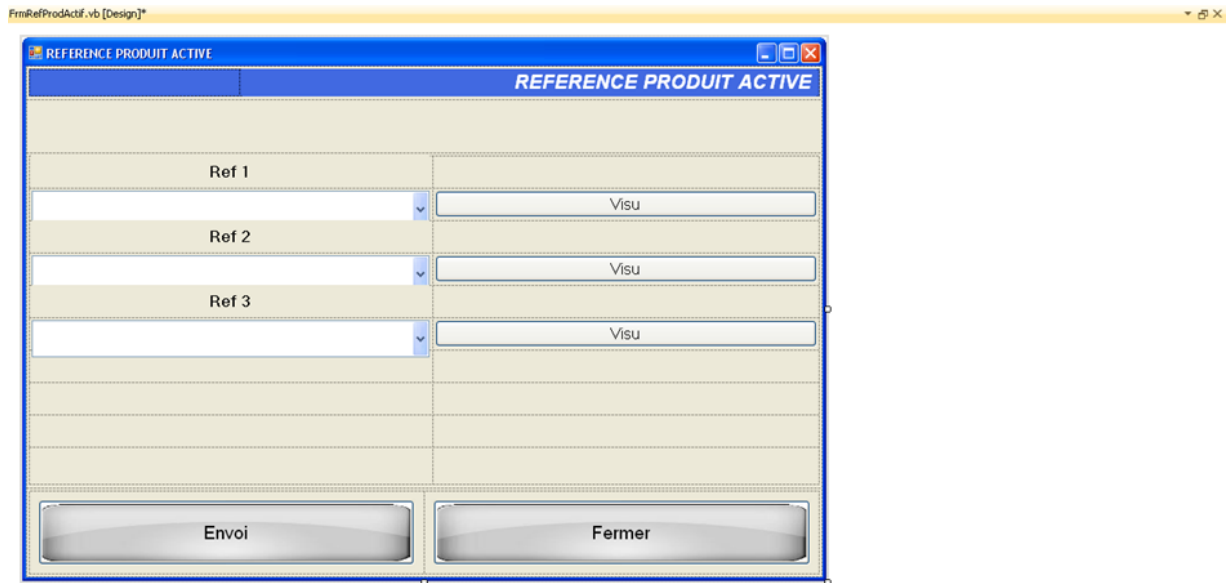 FrmRefProdActif.vb [Design]*
REFERENCE PRODUIT ACTIVE
REFERENCE PRODUIT ACTIVE
Ref 1
Visu
Ref 2
Visu
Ref 3
Visu
Envoi Fermer